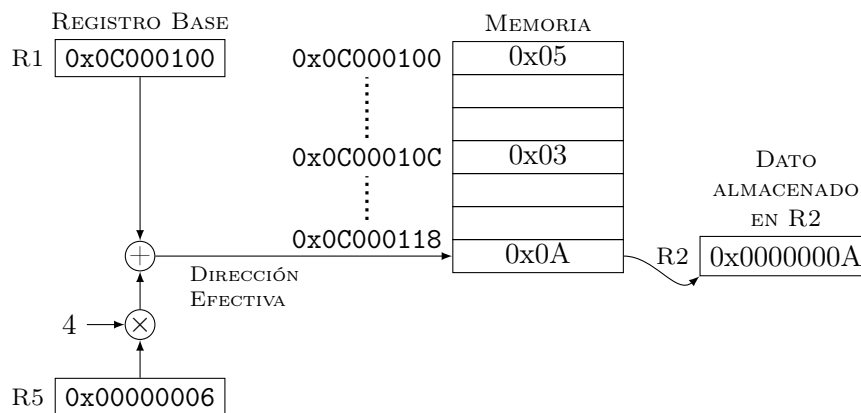 REGISTRO BASE
R1 0x0C000100
MEMORIA
0x0C000100 0x05
0x0C00010C 0x03
0x0C000118 0x0A
DATO
ALMACENADO
EN R2
R2 0x0000000A
+
DIRECCIÓN
EFECTIVA
4 ×
R5 0x00000006